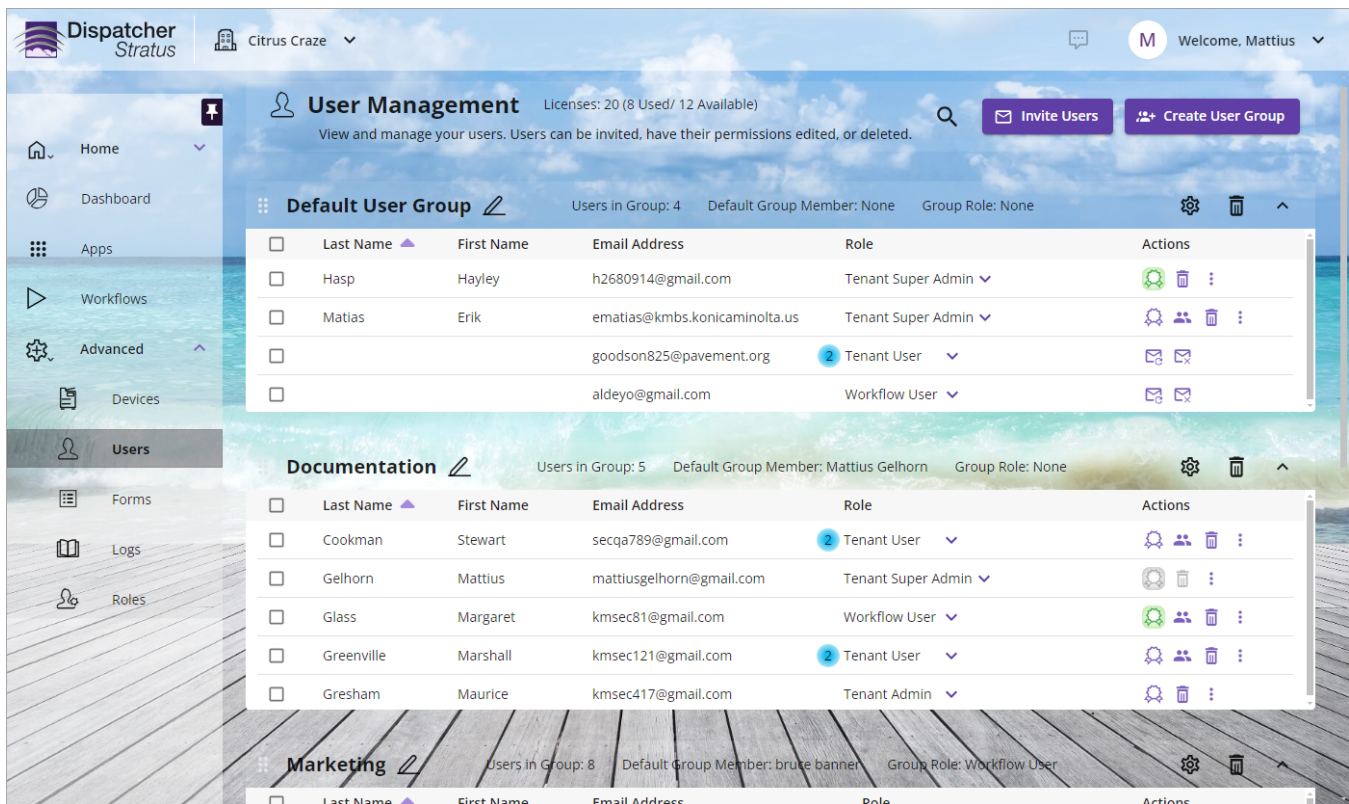 Dispatcher
Stratus
Citrus Craze
M Welcome, Mattius
User Management Licenses: 20 (8 Used/ 12 Available)
View and manage your users. Users can be invited, have their permissions edited, or deleted.
Invite Users
Create User Group
Home
Dashboard
Apps
Workflows
Advanced
Devices
Users
Forms
Logs
Roles
Default User Group Users in Group: 4 Default Group Member: None Group Role: None
Last Name First Name Email Address Role Actions
Hasp Hayley h2680914@gmail.com Tenant Super Admin
Matias Erik ematias@kmbs.konicaminolta.us Tenant Super Admin
goodson825@pavement.org 2 Tenant User
aldeyo@gmail.com Workflow User
Documentation Users in Group: 5 Default Group Member: Mattius Gelhorn Group Role: None
Last Name First Name Email Address Role Actions
Cookman Stewart secqa789@gmail.com 2 Tenant User
Gelhorn Mattius mattiusgelhorn@gmail.com Tenant Super Admin
Glass Margaret kmsec81@gmail.com Workflow User
Greenville Marshall kmsec121@gmail.com 2 Tenant User
Gresham Maurice kmsec417@gmail.com Tenant Admin
Marketing Users in Group: 8 Default Group Member: bruce banner Group Role: Workflow User
Last Name First Name Email Address Role Actions